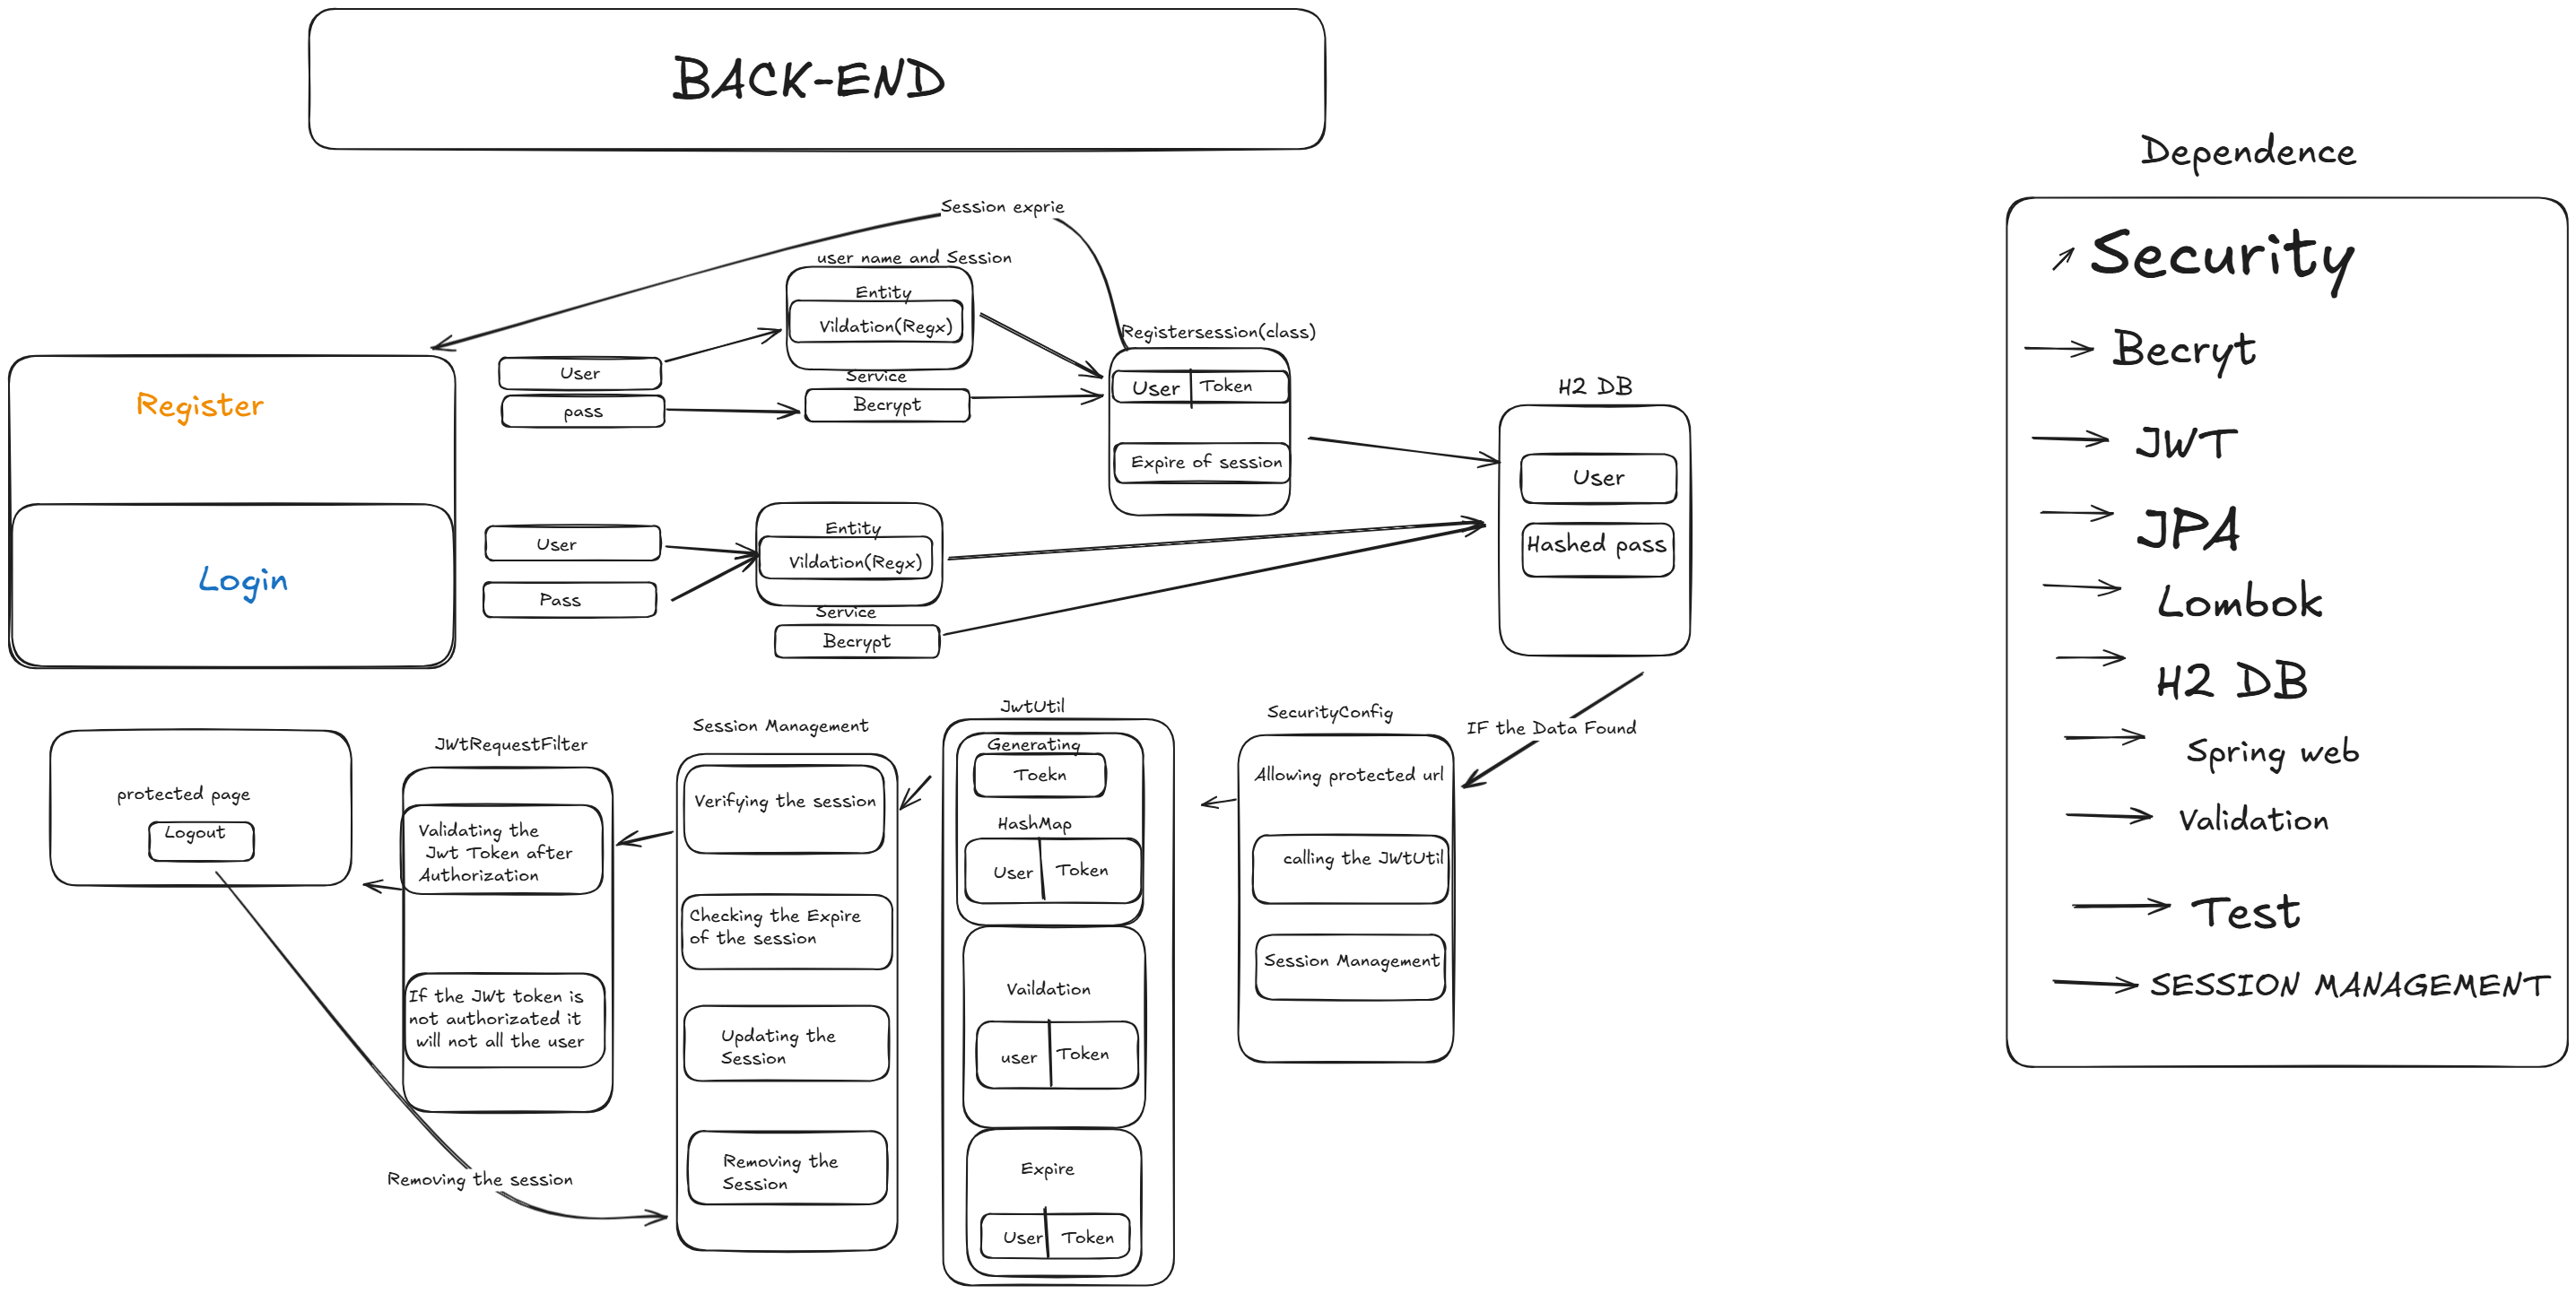 BACK-END
Dependence
Security
Becryt
JWT
JPA
Lombok
H2 DB
Spring web
Validation
Test
SESSION MANAGEMENT
Session exprie
user name and Session
Entity
Vildation(Regx)
Registersession(class)
User
pass
Service
Becrypt
User
Token
Expire of session
Register
Login
User
Pass
Entity
Vildation(Regx)
Service
Becrypt
H2 DB
User
Hashed pass
IF the Data Found
SecurityConfig
Allowing protected url
calling the JWtUtil
Session Management
JwtUtil
Generating
Toekn
HashMap
User
Token
Vaildation
user
Token
Expire
User
Token
Session Management
Verifying the session
Checking the Expire
of the session
Updating the
Session
Removing the
Session
JWtRequestFilter
Validating the
Jwt Token after
Authorization
If the JWt token is
not authorizated it
will not all the user
protected page
Logout
Removing the session